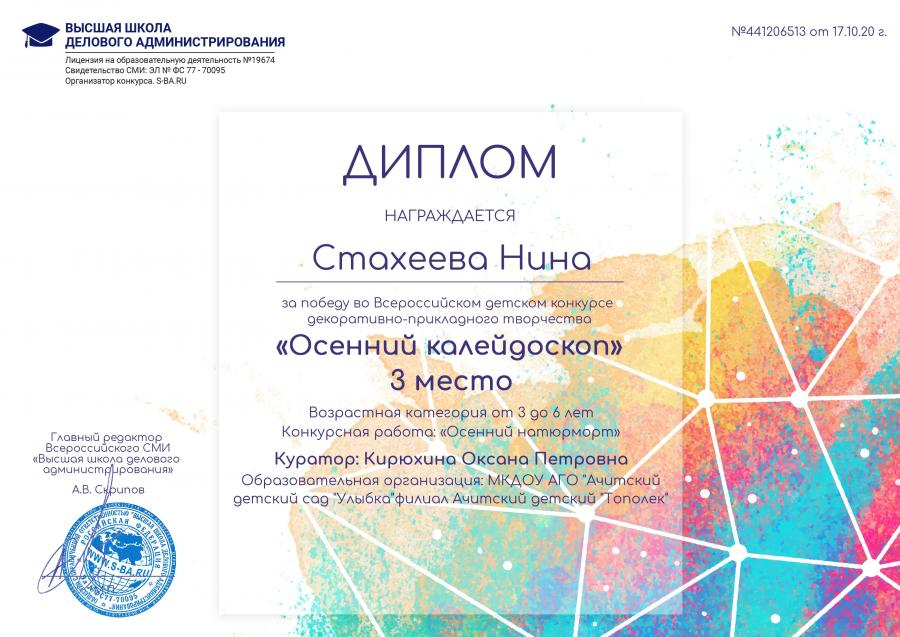 ВЫСШАЯ ШКОЛА
ДЕЛОВОГО АДМИНИСТРИРОВАНИЯ
Лицензия на образовательную деятельность №19674
Свидетельство СМИ: ЭЛ № ФС 77 - 70095
Организатор конкурса. S-BA.RU
№441206513 от 17.10.20 г.
ДИПЛОМ
НАГРАЖДАЕТСЯ
Стахеева Нина
за победу во Всероссийском детском конкурсе
декоративно-прикладного творчества
«Осенний калейдоскоп»
3 место
Возрастная категория от 3 до 6 лет
Конкурсная работа: «Осенний натюрморт»
Куратор: Кирюхина Оксана Петровна
Образовательная организация: МКДОУ АГО "Ачитский
детский сад "Улыбка"филиал Ачитский детский "Тополек"
Главный редактор
Всероссийского СМИ
«Высшая школа делового
администрирования»
А.В. Скрипов
РОССИЙСКАЯ ФЕДЕРАЦИЯ
WWW.S-BA.RU